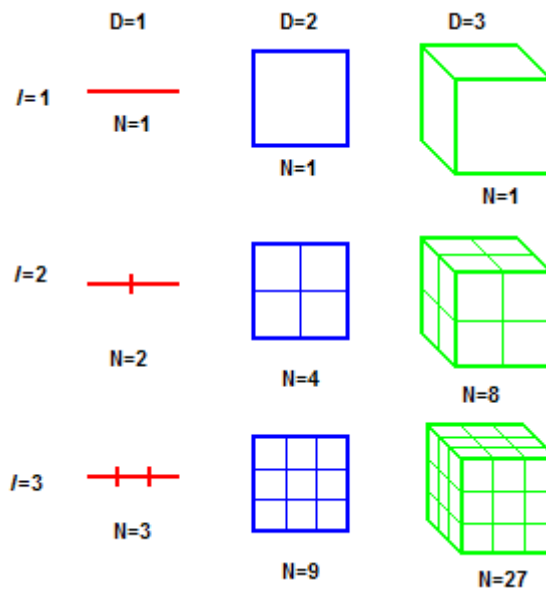 D=1 D=2 D=3
l=1
N=1 N=1 N=1
l=2
N=2 N=4 N=8
l=3
N=3 N=9 N=27